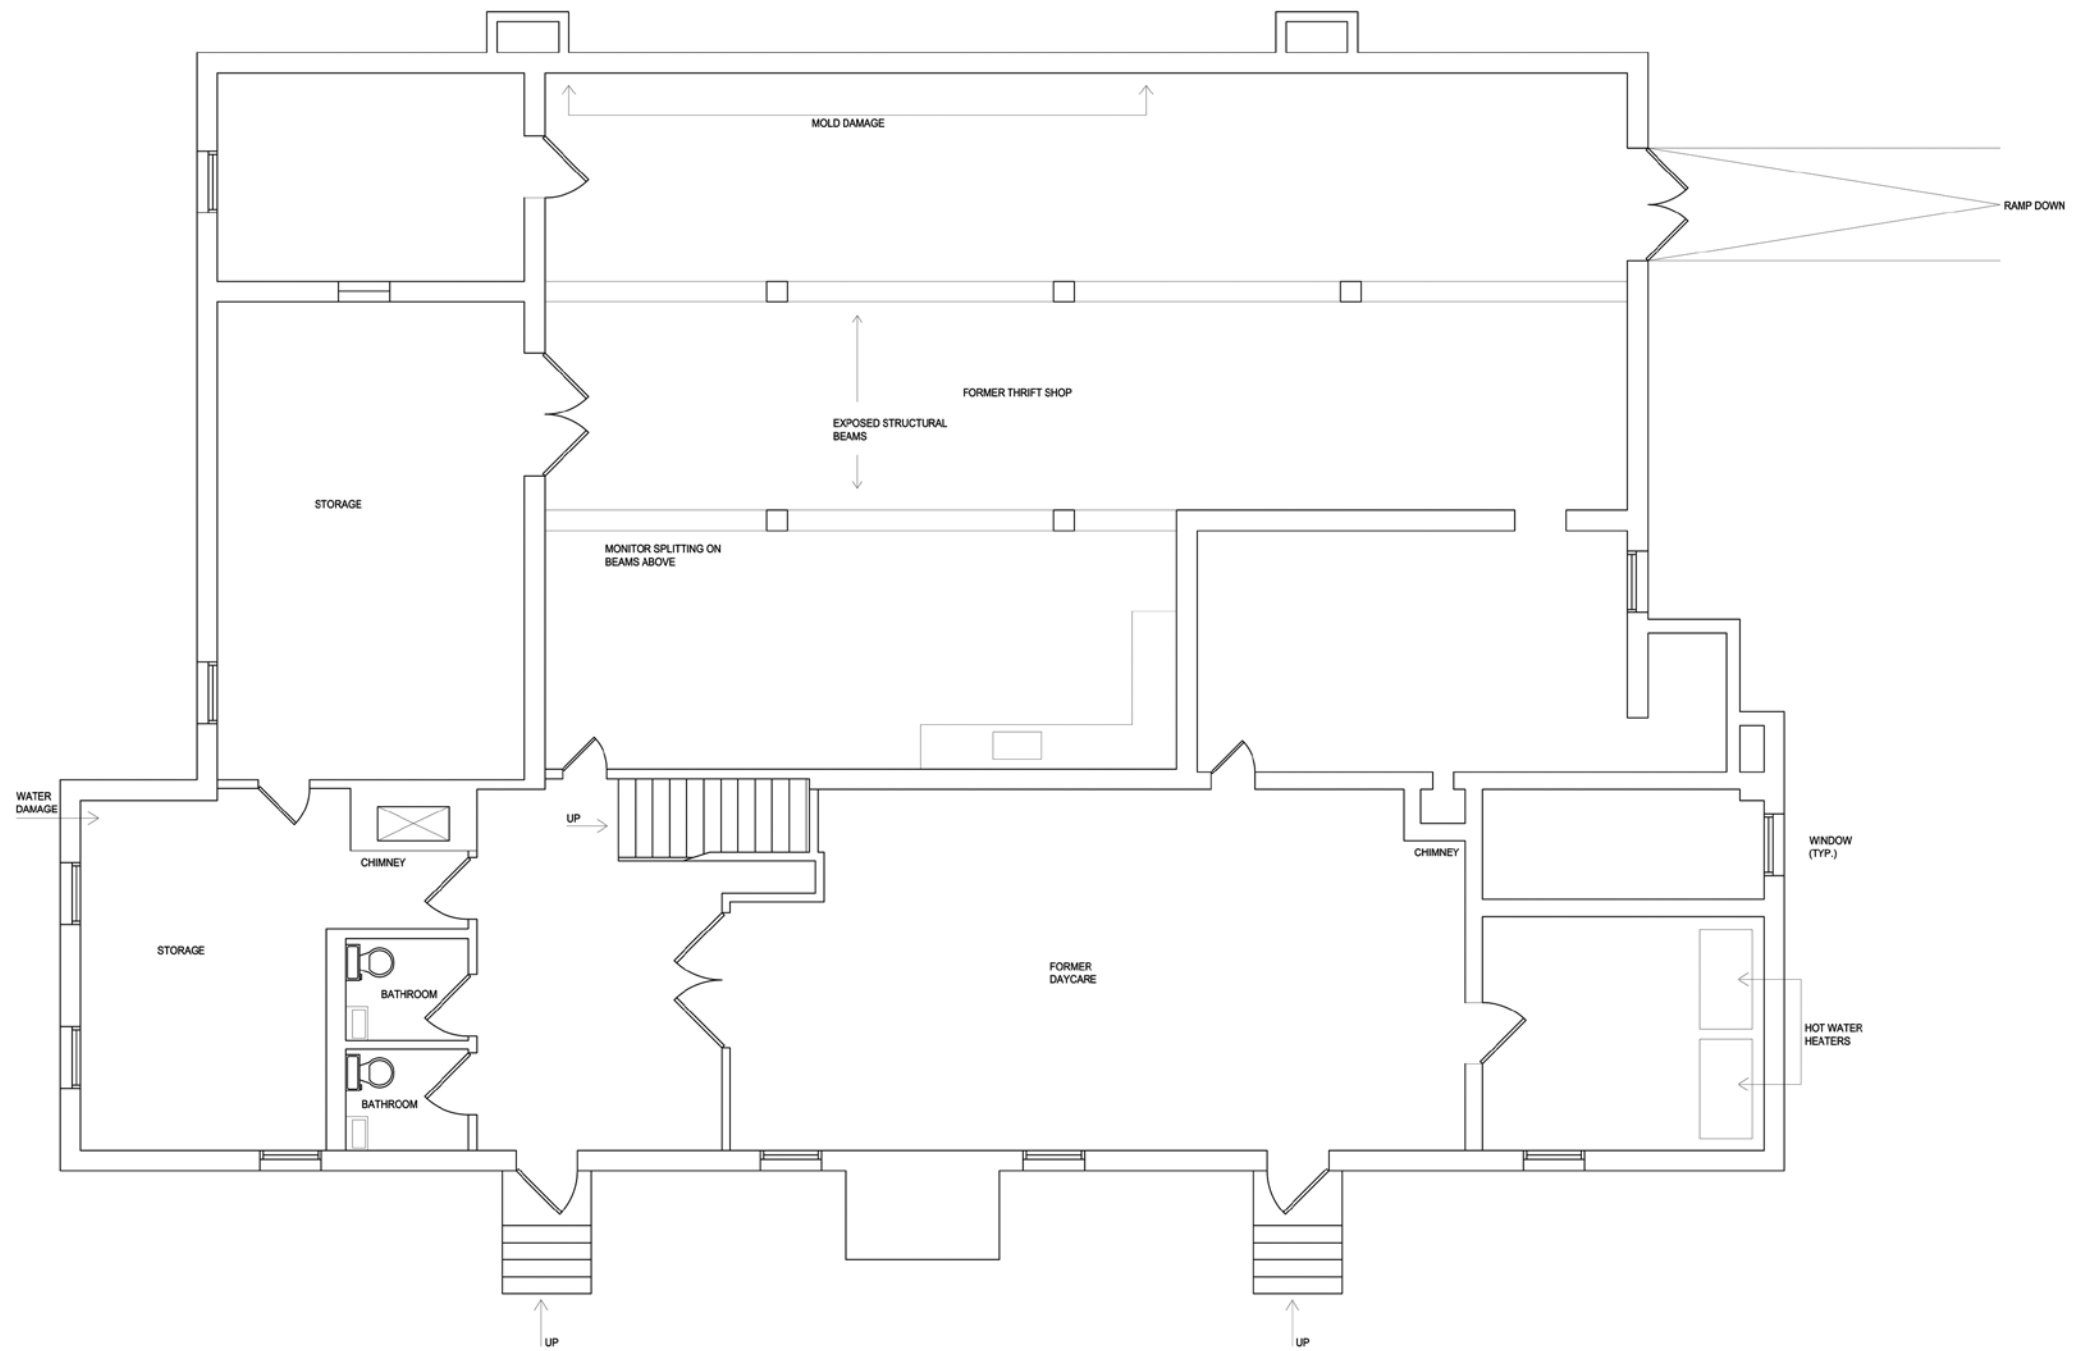 MOLD DAMAGE
RAMP DOWN
FORMER THRIFT SHOP
EXPOSED STRUCTURAL
BEAMS
STORAGE
MONITOR SPLITTING ON
BEAMS ABOVE
WATER
DAMAGE
UP
CHIMNEY
CHIMNEY
WINDOW
(TYP.)
STORAGE
BATHROOM
FORMER
DAYCARE
HOT WATER
HEATERS
BATHROOM
UP
UP